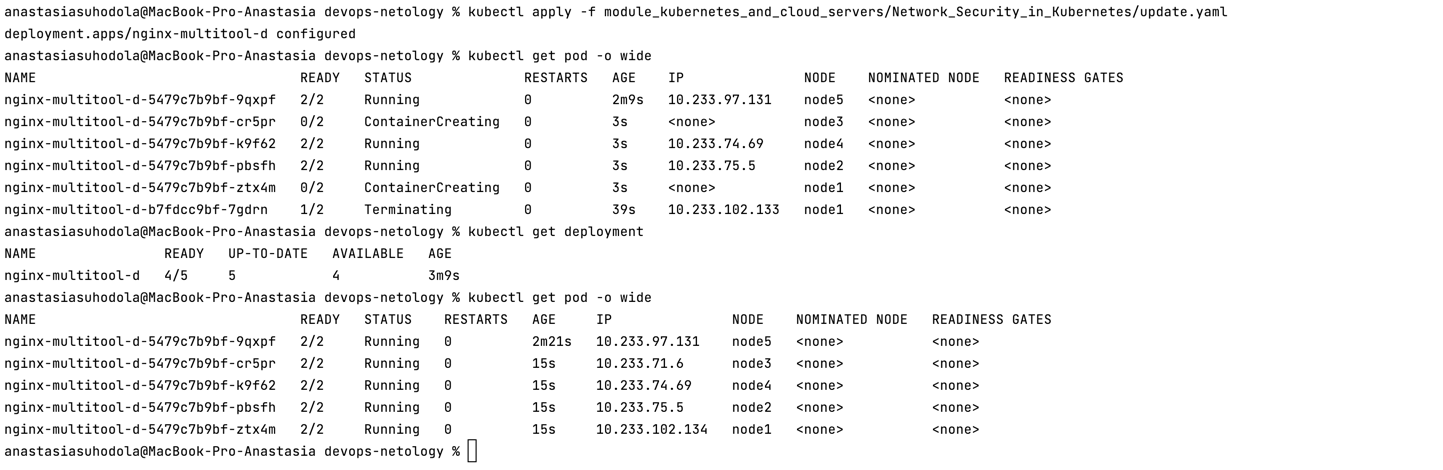 anastasiasuhodola@MacBook-Pro-Anastasia devops-netology % kubectl apply -f module_kubernetes_and_cloud_servers/Network_Security_in_Kubernetes/update.yaml
deployment.apps/nginx-multitool-d configured
anastasiasuhodola@MacBook-Pro-Anastasia devops-netology % kubectl get pod -o wide
NAME READY STATUS RESTARTS AGE IP NODE NOMINATED NODE READINESS GATES
nginx-multitool-d-5479c7b9bf-9qxpf 2/2 Running 0 2m9s 10.233.97.131 node5 <none> <none>
nginx-multitool-d-5479c7b9bf-cr5pr 0/2 ContainerCreating 0 3s <none> node3 <none> <none>
nginx-multitool-d-5479c7b9bf-k9f62 2/2 Running 0 3s 10.233.74.69 node4 <none> <none>
nginx-multitool-d-5479c7b9bf-pbsfh 2/2 Running 0 3s 10.233.75.5 node2 <none> <none>
nginx-multitool-d-5479c7b9bf-ztx4m 0/2 ContainerCreating 0 3s <none> node1 <none> <none>
nginx-multitool-d-b7fdcc9bf-7gdrn 1/2 Terminating 0 39s 10.233.102.133 node1 <none> <none>
anastasiasuhodola@MacBook-Pro-Anastasia devops-netology % kubectl get deployment
NAME READY UP-TO-DATE AVAILABLE AGE
nginx-multitool-d 4/5 5 4 3m9s
anastasiasuhodola@MacBook-Pro-Anastasia devops-netology % kubectl get pod -o wide
NAME READY STATUS RESTARTS AGE IP NODE NOMINATED NODE READINESS GATES
nginx-multitool-d-5479c7b9bf-9qxpf 2/2 Running 0 2m21s 10.233.97.131 node5 <none> <none>
nginx-multitool-d-5479c7b9bf-cr5pr 2/2 Running 0 15s 10.233.71.6 node3 <none> <none>
nginx-multitool-d-5479c7b9bf-k9f62 2/2 Running 0 15s 10.233.74.69 node4 <none> <none>
nginx-multitool-d-5479c7b9bf-pbsfh 2/2 Running 0 15s 10.233.75.5 node2 <none> <none>
nginx-multitool-d-5479c7b9bf-ztx4m 2/2 Running 0 15s 10.233.102.134 node1 <none> <none>
anastasiasuhodola@MacBook-Pro-Anastasia devops-netology %